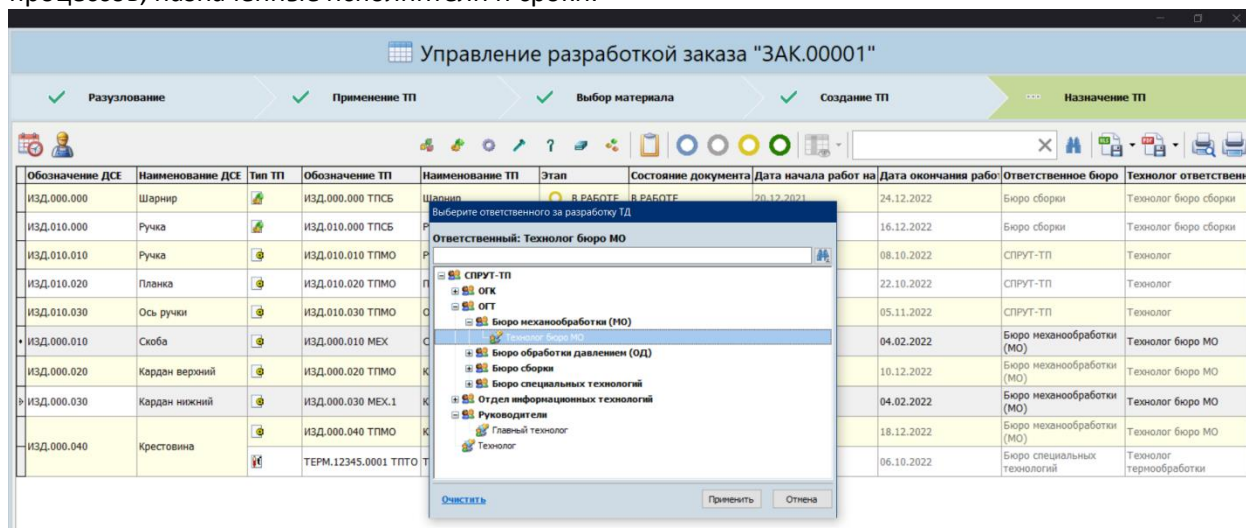 процессов, назначенные исполнители и сроки.
Управление разработкой заказа "ЗАК.00001"
Разузлование Применение ТП Выбор материала Создание ТП Назначение ТП
Обозначение ДСЕ Наименование ДСЕ Тип ТП Обозначение ТП Наименование ТП Этап Состояние документа Дата начала работ на Дата окончания рабо Ответственное бюро Технолог ответственн
ИЗД.000.000 Шарнир ИЗД.000.000 ТПСБ Шарнир В РАБОТЕ В РАБОТЕ 20.12.2021 24.12.2022 Бюро сборки Технолог бюро сборки
ИЗД.010.000 Ручка ИЗД.010.000 ТПСБ Р 16.12.2022 Бюро сборки Технолог бюро сборки
ИЗД.010.010 Ручка ИЗД.010.010 ТПМО Р 08.10.2022 СПРУТ-ТП Технолог
ИЗД.010.020 Планка ИЗД.010.020 ТПМО П 22.10.2022 СПРУТ-ТП Технолог
ИЗД.010.030 Ось ручки ИЗД.010.030 ТПМО О 05.11.2022 СПРУТ-ТП Технолог
ИЗД.000.010 Скоба ИЗД.000.010 МЕХ С 04.02.2022 Бюро механообработки (МО) Технолог бюро МО
ИЗД.000.020 Кардан верхний ИЗД.000.020 ТПМО К 10.12.2022 Бюро механообработки (МО) Технолог бюро МО
ИЗД.000.030 Кардан нижний ИЗД.000.030 МЕХ.1 К 04.02.2022 Бюро механообработки (МО) Технолог бюро МО
ИЗД.000.040 Крестовина ИЗД.000.040 ТПМО К 18.12.2022 Бюро механообработки (МО) Технолог бюро МО
ТЕРМ.12345.0001 ТПТО Т 06.10.2022 Бюро специальных технологий Технолог термообработки
Выберите ответственного за разработку ТД
Ответственный: Технолог бюро МО
СПРУТ-ТП
ОГК
ОГТ
Бюро механообработки (МО)
Технолог бюро МО
Бюро обработки давлением (ОД)
Бюро сборки
Бюро специальных технологий
Отдел информационных технологий
Руководители
Главный технолог
Технолог
Очистить Применить Отмена